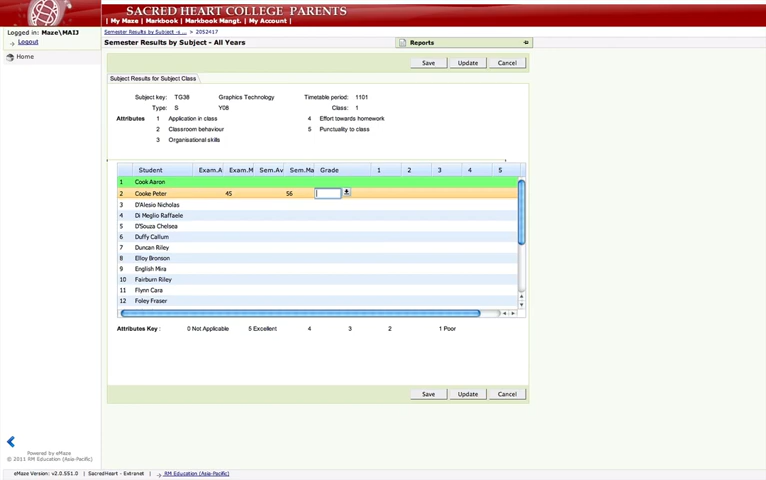 SACRED HEART COLLEGE PARENTS
| My Maze | Markbook | Markbook Mangt. | My Account |
Logged in: Maze\MAIJ
Logout
Home
Semester Results by Subject -s ... > 2052417
Semester Results by Subject - All Years
Reports
Save Update Cancel
Subject Results for Subject Class
Subject key: TG38 Graphics Technology Timetable period: 1101
Type: S Y08 Class: 1
Attributes 1 Application in class 4 Effort towards homework
2 Classroom behaviour 5 Punctuality to class
3 Organisational skills
Student Exam.A Exam.M Sem.Av Sem.Ma Grade 1 2 3 4 5
1 Cook Aaron
2 Cooke Peter 45 56
3 D'Alesio Nicholas
4 Di Meglio Raffaele
5 D'Souza Chelsea
6 Duffy Callum
7 Duncan Riley
8 Elloy Bronson
9 English Mira
10 Fairburn Riley
11 Flynn Cara
12 Foley Fraser
Attributes Key : 0 Not Applicable 5 Excellent 4 3 2 1 Poor
Save Update Cancel
Powered by eMaze
© 2011 RM Education (Asia-Pacific)
eMaze Version: v2.0.551.0 | SacredHeart - Extranet | RM Education (Asia-Pacific)